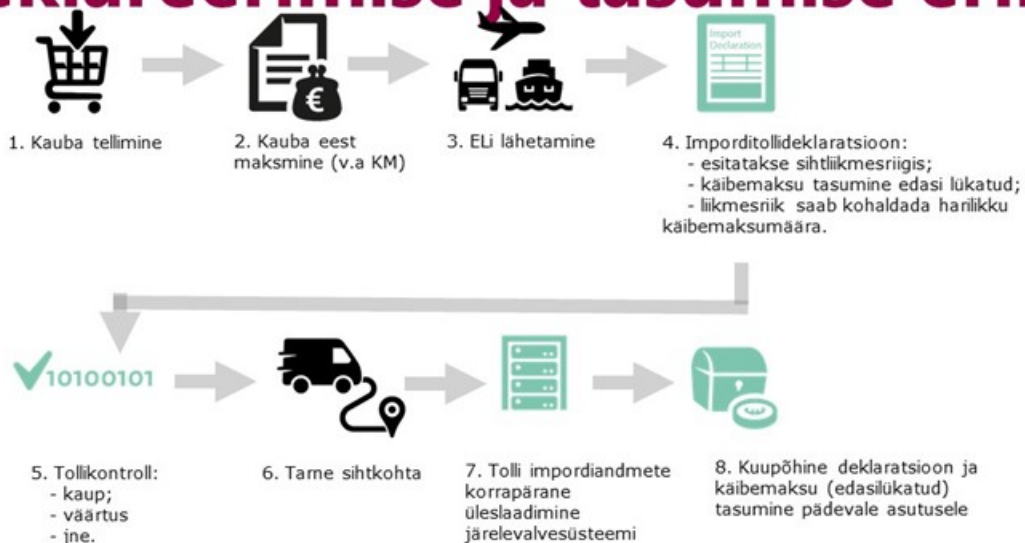 ja tasumise
Import
Declaration
€
1. Kauba tellimine
2. Kauba eest
maksmine (v.a KM)
3. ELi lähetamine
4. Imporditollideklaratsioon:
- esitatakse sihtliikmesriigis;
- käibemaksu tasumine edasi lükatud;
- liikmesriik saab kohaldada harilikku
käibemaksumäära.
10100101
5. Tollikontroll:
- kaup;
- väärtus
- jne.
6. Tarne sihtkohta
7. Tolli impordiandmete
korrapärane
üleslaadimine
järelevalvesüsteemi
8. Kuupõhine deklaratsioon ja
käibemaksu (edasilükatud)
tasumine pädevale asutusele